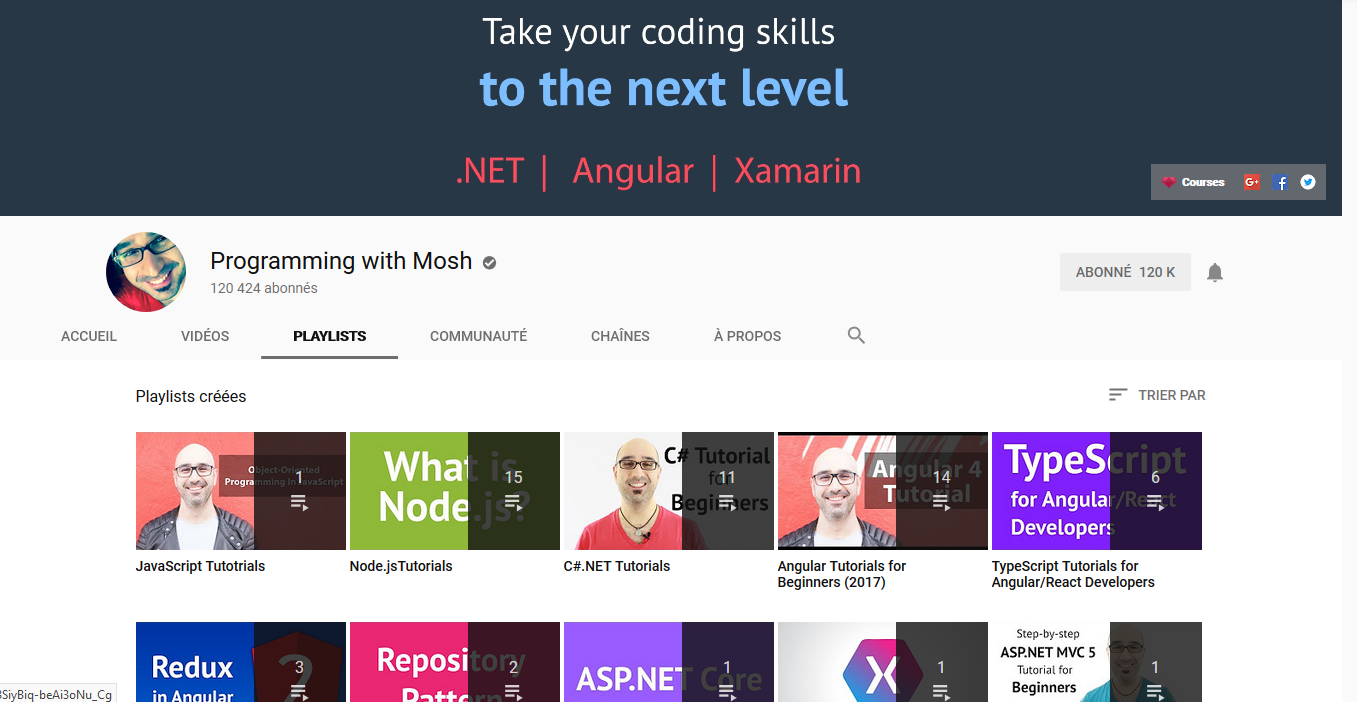 Take your coding skills
to the next level
.NET | Angular | Xamarin
Courses
Programming with Mosh
120 424 abonnés
ABONNÉ 120 K
ACCUEIL VIDÉOS PLAYLISTS COMMUNAUTÉ CHAÎNES À PROPOS
Playlists créées
TRIER PAR
Object-Oriented
Programming In JavaScript
1
JavaScript Tutotrials
What is
Node.js?
15
Node.jsTutorials
C# Tutorial
for
Beginners
11
C#.NET Tutorials
Angular 4
Tutorial
14
Angular Tutorials for
Beginners (2017)
TypeScript
for Angular/React
Developers
6
TypeScript Tutorials for
Angular/React Developers
Redux
in Angular
2
3
Repository
Pattern
2
ASP.NET Core
1
X
1
Step-by-step
ASP.NET MVC 5
Tutorial for
Beginners
1
SiyBiq-beAi3oNu_Cg